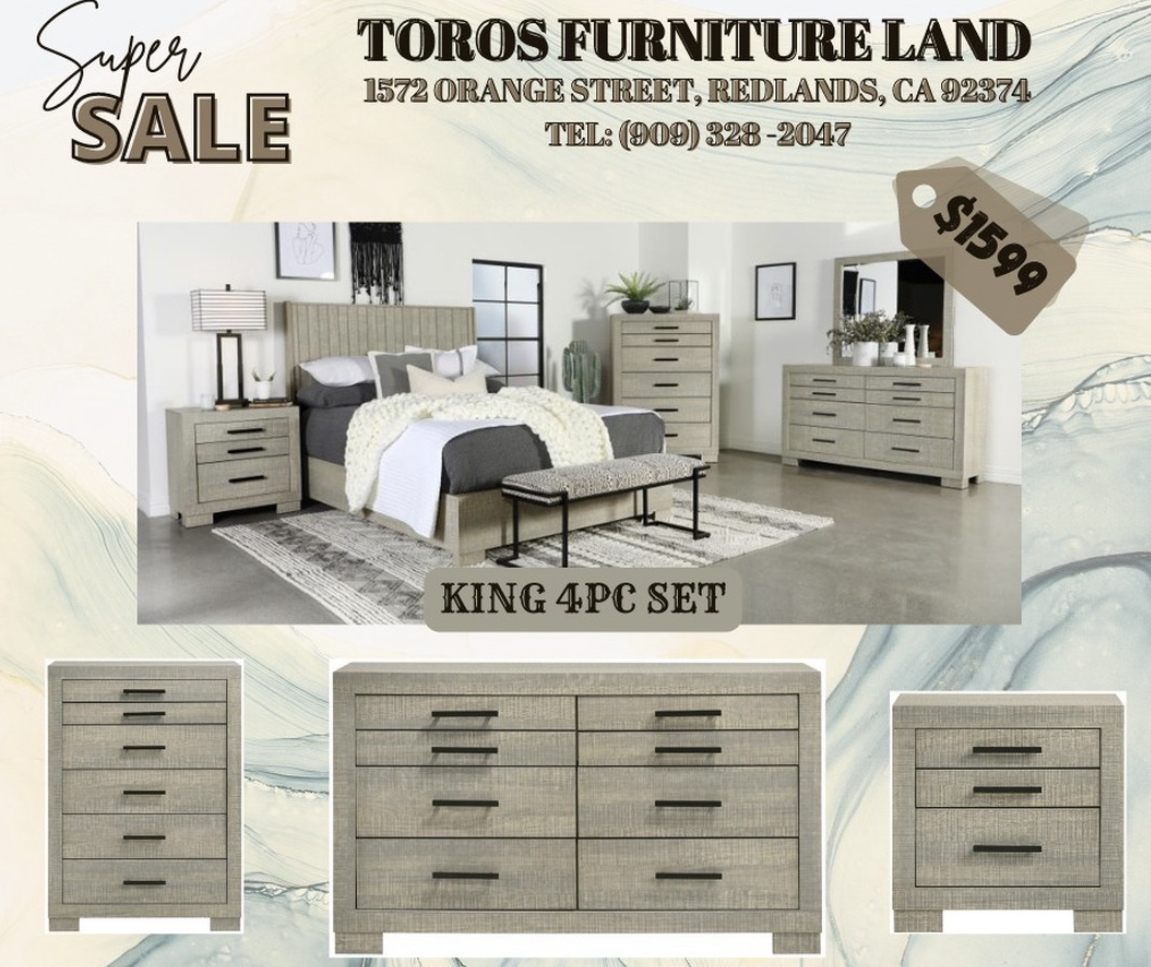 Super
SALE
TOROS FURNITURE LAND
1572 ORANGE STREET, REDLANDS, CA 92374
TEL: (909) 328 -2047
$1599
KING 4PC SET